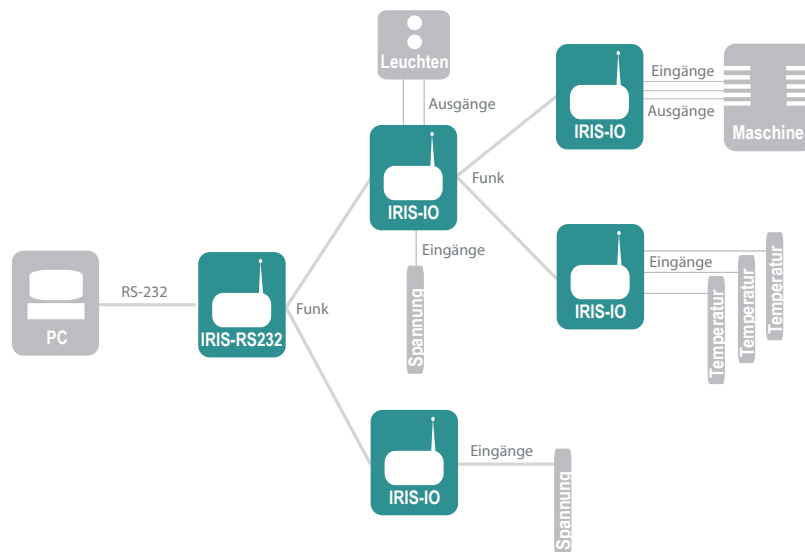 Leuchten
Ausgänge
IRIS-IO
Eingänge
Ausgänge
Maschine
IRIS-IO
Funk
Eingänge
Spannung
IRIS-IO
Eingänge
Temperatur
Temperatur
Temperatur
PC
RS-232
IRIS-RS232
Funk
IRIS-IO
Eingänge
Spannung